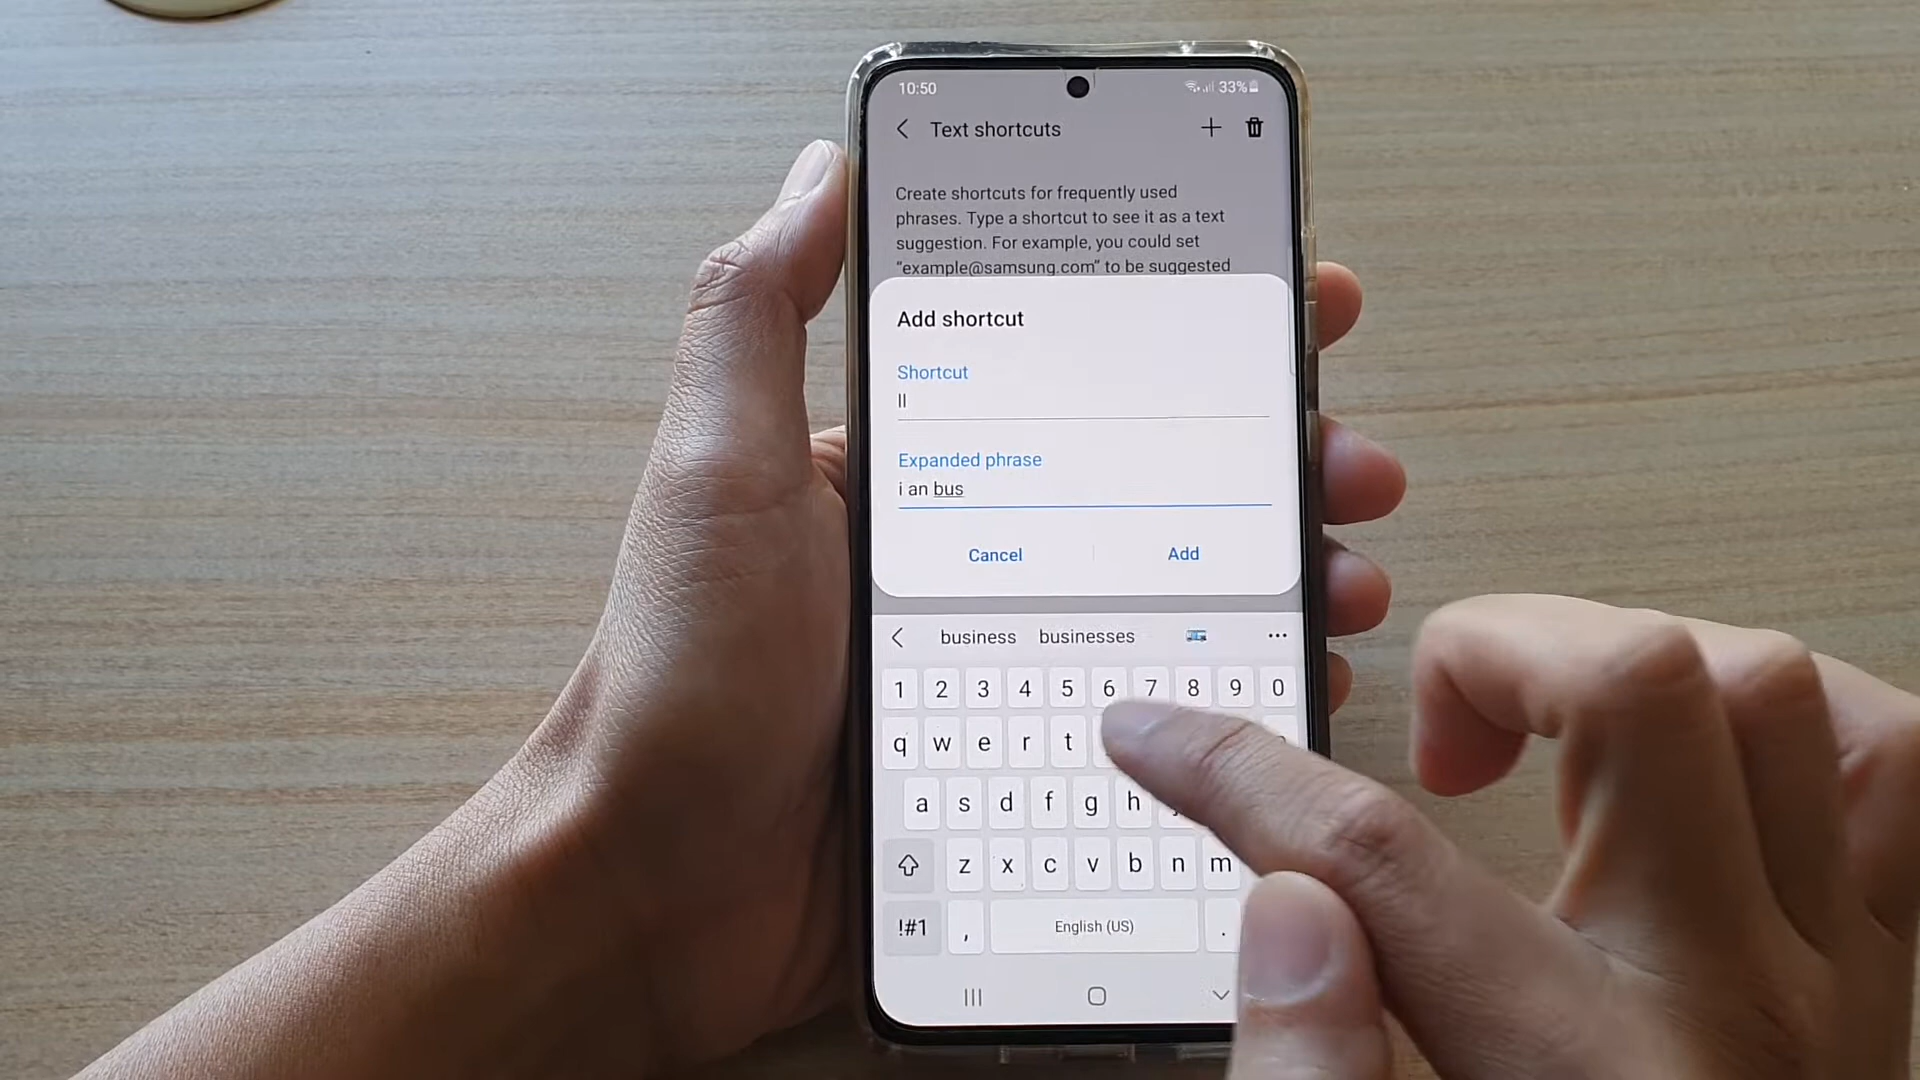 10:50 33%
Text shortcuts
Create shortcuts for frequently used
phrases. Type a shortcut to see it as a text
suggestion. For example, you could set
“example@samsung.com” to be suggested
Add shortcut
Shortcut
ll
Expanded phrase
i an bus
Cancel Add
business businesses
1 2 3 4 5 6 7 8 9 0
q w e r t
a s d f g h
z x c v b n m
!#1 , English (US) .